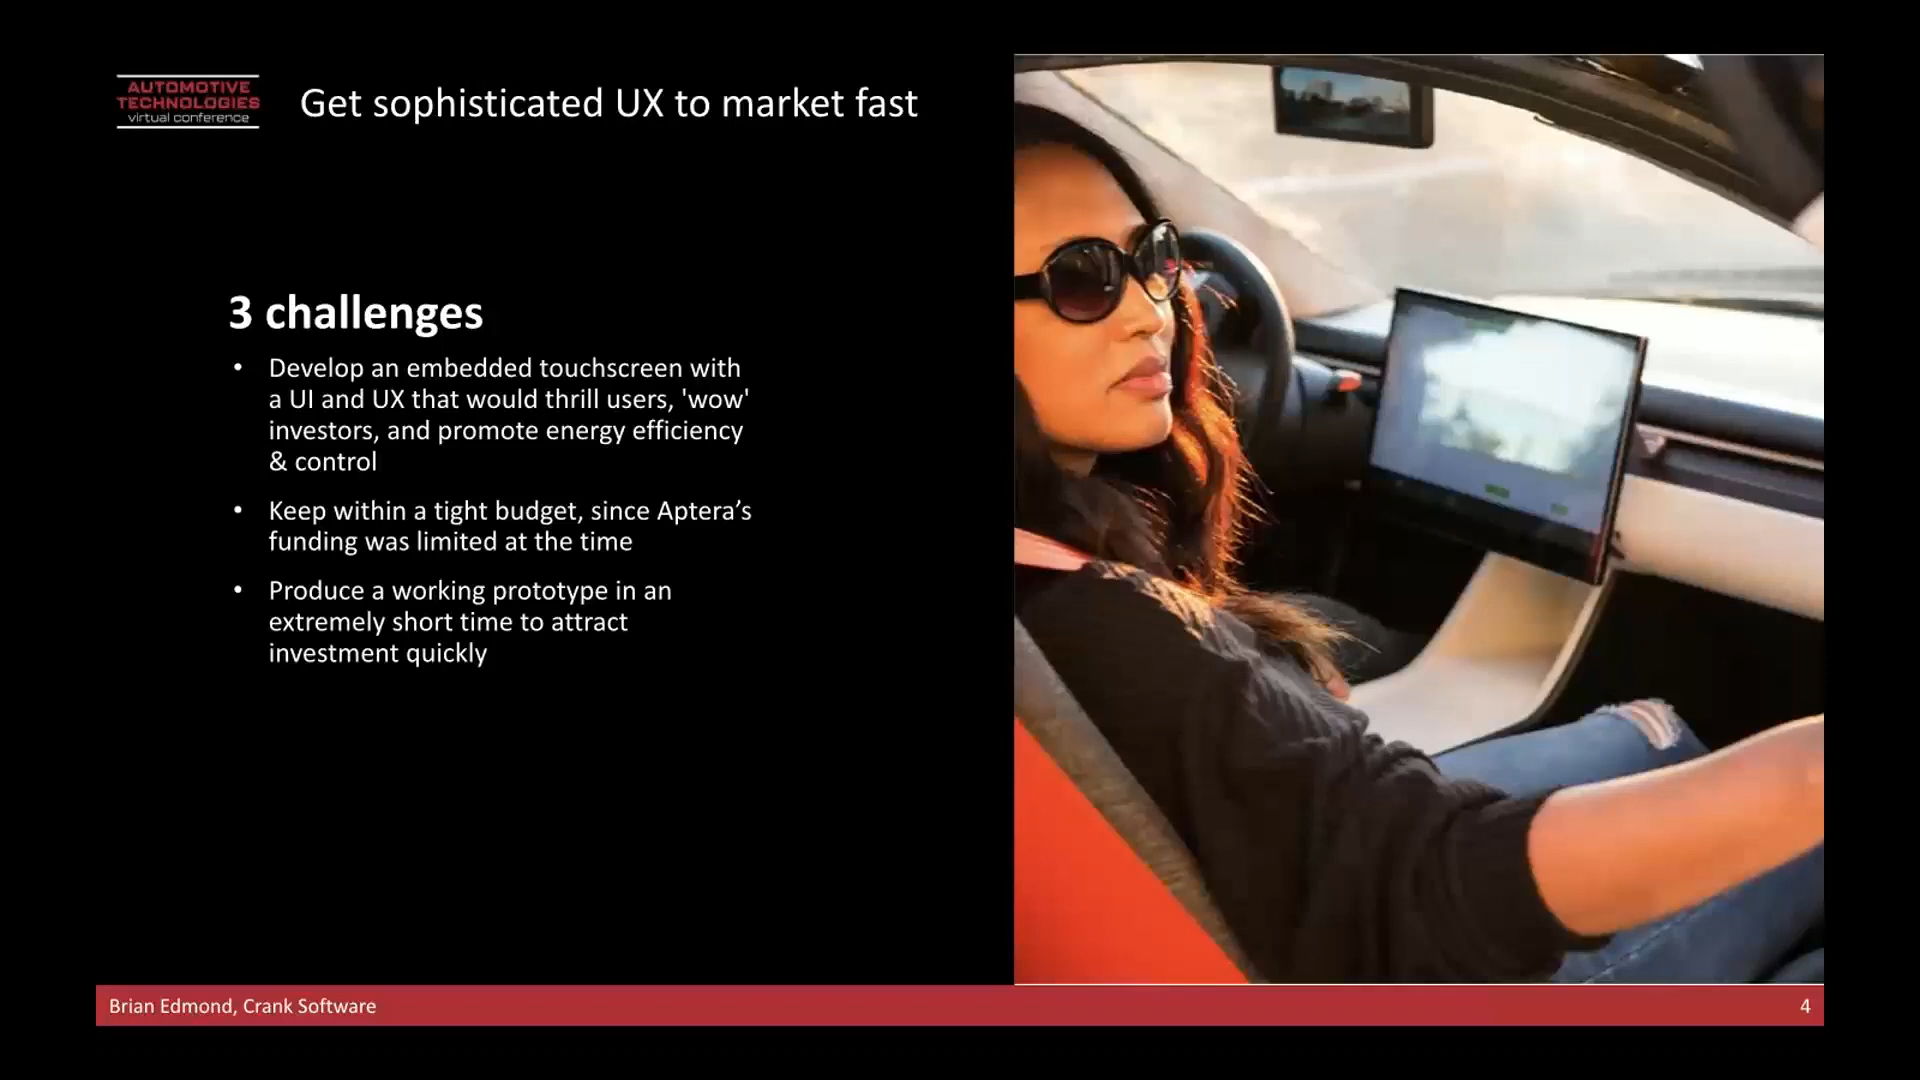 AUTOMOTIVE
TECHNOLOGIES
virtual conference
Get sophisticated UX to market fast
3 challenges
• Develop an embedded touchscreen with
a UI and UX that would thrill users, 'wow'
investors, and promote energy efficiency
& control
• Keep within a tight budget, since Aptera’s
funding was limited at the time
• Produce a working prototype in an
extremely short time to attract
investment quickly
Brian Edmond, Crank Software
4